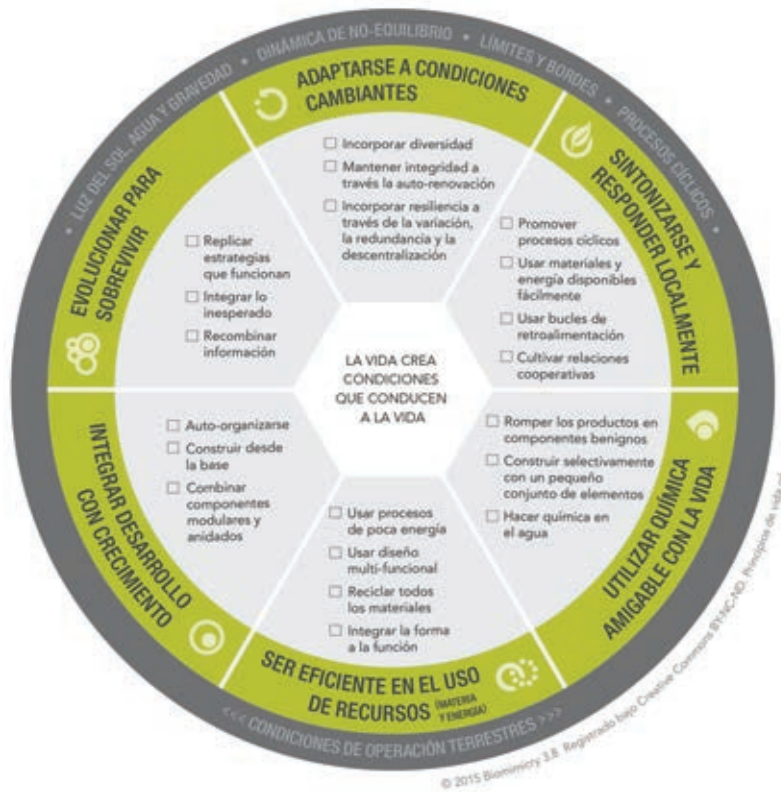 • LUZ DEL SOL, AGUA Y GRAVEDAD • DINÁMICA DE NO-EQUILIBRIO • LÍMITES Y BORDES • PROCESOS CÍCLICOS •
ADAPTARSE A CONDICIONES
CAMBIANTES
☐ Incorporar diversidad
☐ Mantener integridad a
través la auto-renovación
☐ Incorporar resiliencia a
través de la variación,
la redundancia y la
descentralización
SINTONIZARSE Y
RESPONDER LOCALMENTE
☐ Promover
procesos cíclicos
☐ Usar materiales y
energía disponibles
fácilmente
☐ Usar bucles de
retroalimentación
☐ Cultivar relaciones
cooperativas
UTILIZAR QUÍMICA
AMIGABLE CON LA VIDA
☐ Romper los productos en
componentes benignos
☐ Construir selectivamente
con un pequeño
conjunto de elementos
☐ Hacer química en
el agua
SER EFICIENTE EN EL USO
DE RECURSOS (MATERIA
Y ENERGÍA)
☐ Usar procesos
de poca energía
☐ Usar diseño
multi-funcional
☐ Reciclar todos
los materiales
☐ Integrar la forma
a la función
INTEGRAR DESARROLLO
CON CRECIMIENTO
☐ Auto-organizarse
☐ Construir desde
la base
☐ Combinar
componentes
modulares y
anidados
EVOLUCIONAR PARA
SOBREVIVIR
☐ Replicar
estrategias
que funcionan
☐ Integrar lo
inesperado
☐ Recombinar
información
LA VIDA CREA
CONDICIONES
QUE CONDUCEN
A LA VIDA
<<< CONDICIONES DE OPERACIÓN TERRESTRES >>>
© 2015 Biomimicry 3.8 Registrado bajo Creative Commons BY-NC-ND. Principios de vida